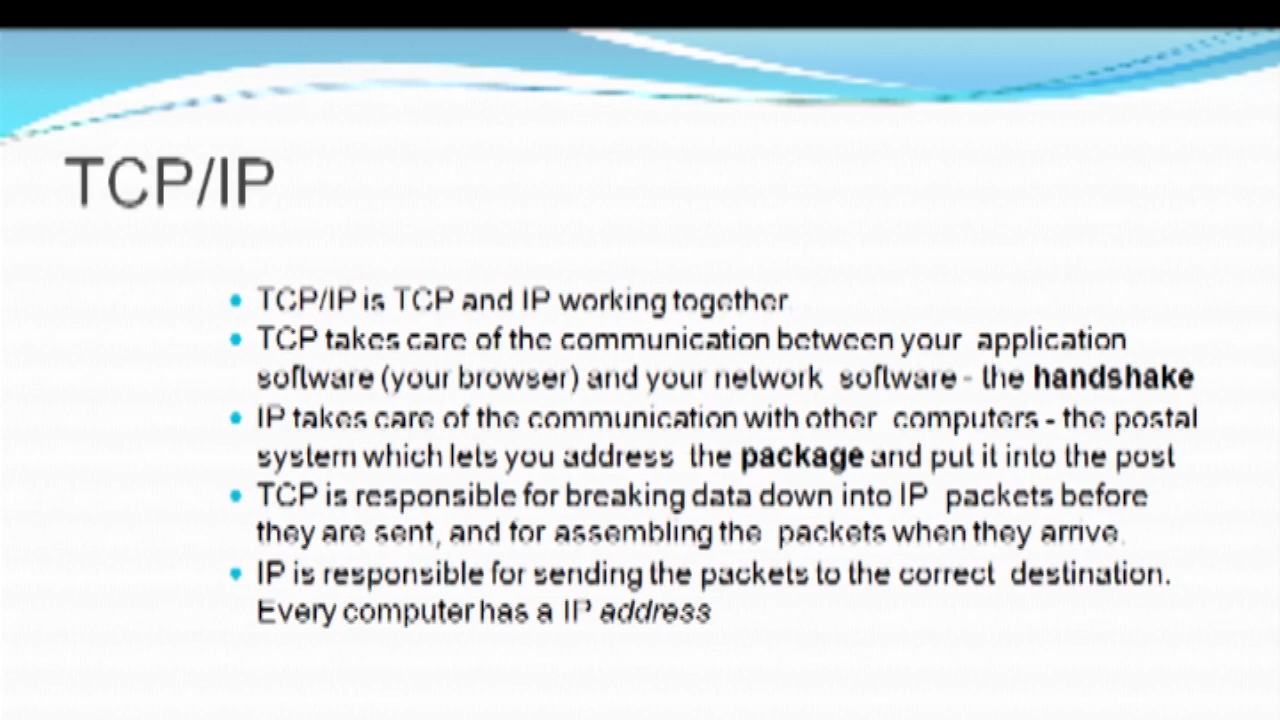 TCP/IP
TCP/IP is TCP and IP working together.
TCP takes care of the communication between your application
software (your browser) and your network software - the handshake
IP takes care of the communication with other computers - the postal
system which lets you address the package and put it into the post
TCP is responsible for breaking data down into IP packets before
they are sent, and for assembling the packets when they arrive.
IP is responsible for sending the packets to the correct destination.
Every computer has a IP address